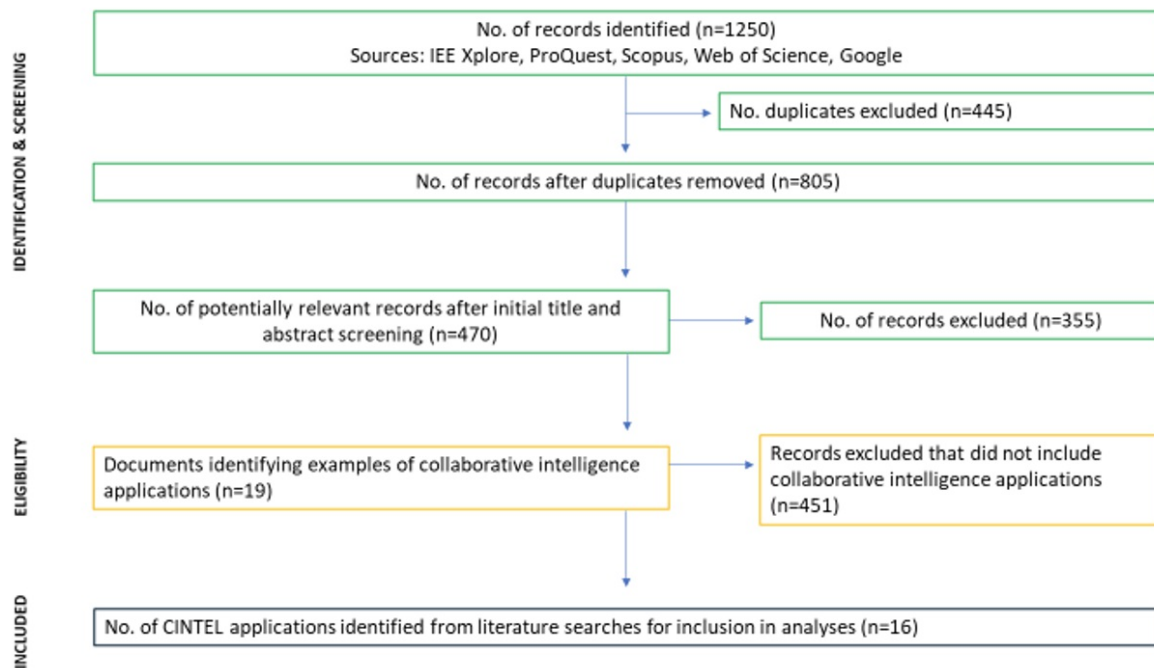 IDENTIFICATION & SCREENING
No. of records identified (n=1250)
Sources: IEE Xplore, ProQuest, Scopus, Web of Science, Google
No. duplicates excluded (n=445)
No. of records after duplicates removed (n=805)
No. of potentially relevant records after initial title and
abstract screening (n=470)
No. of records excluded (n=355)
ELIGIBILITY
Documents identifying examples of collaborative intelligence
applications (n=19)
Records excluded that did not include
collaborative intelligence applications
(n=451)
INCLUDED
No. of CINTEL applications identified from literature searches for inclusion in analyses (n=16)